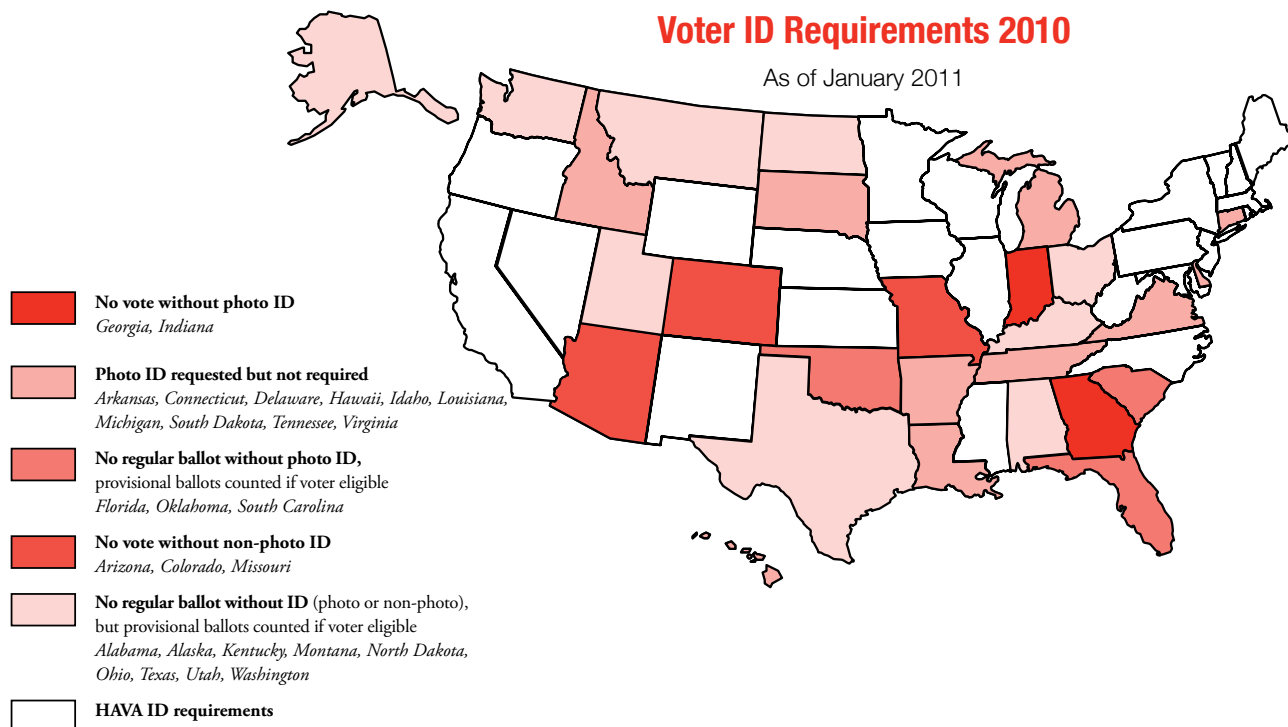 Voter ID Requirements 2010
As of January 2011
No vote without photo ID
Georgia, Indiana
Photo ID requested but not required
Arkansas, Connecticut, Delaware, Hawaii, Idaho, Louisiana,
Michigan, South Dakota, Tennessee, Virginia
No regular ballot without photo ID,
provisional ballots counted if voter eligible
Florida, Oklahoma, South Carolina
No vote without non-photo ID
Arizona, Colorado, Missouri
No regular ballot without ID (photo or non-photo),
but provisional ballots counted if voter eligible
Alabama, Alaska, Kentucky, Montana, North Dakota,
Ohio, Texas, Utah, Washington
HAVA ID requirements